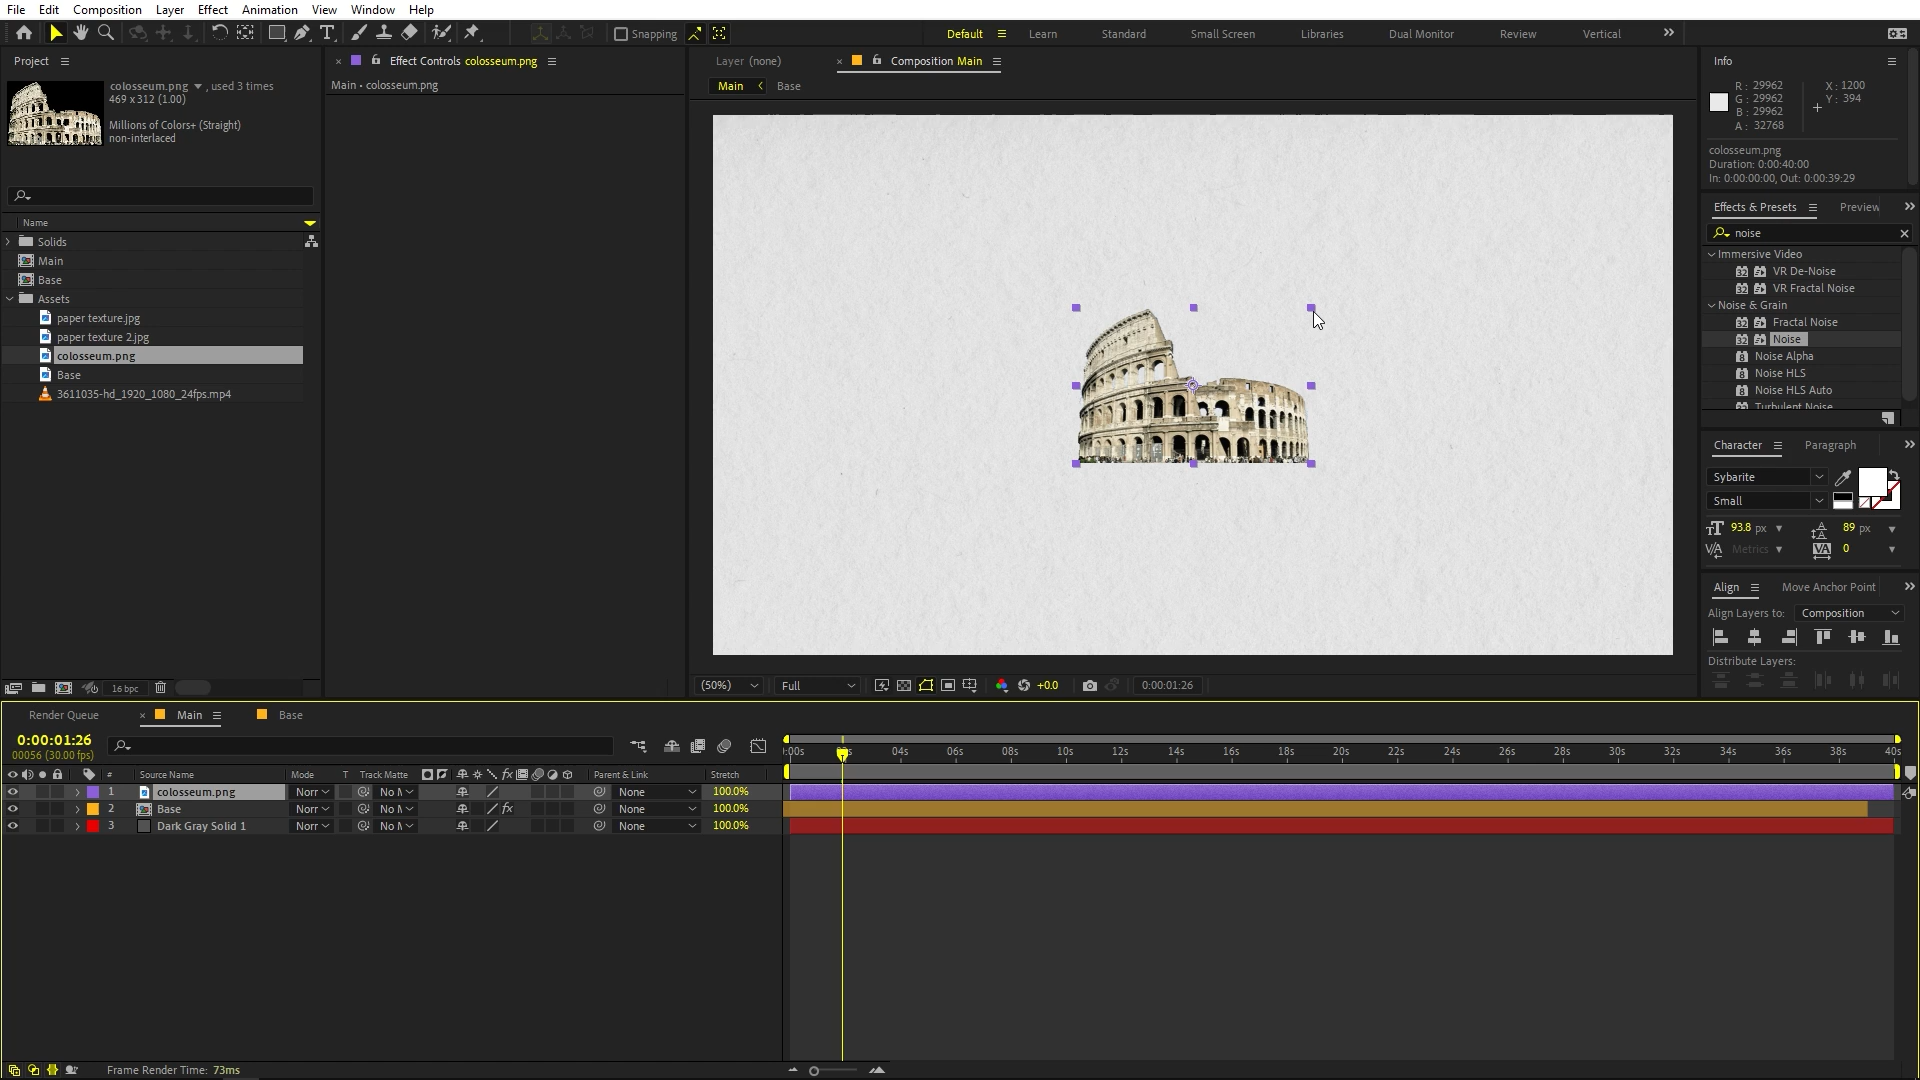 File Edit Composition Layer Effect Animation View Window Help
Snapping
Default Learn Standard Small Screen Libraries Dual Monitor Review Vertical
Project
colosseum.png , used 3 times
469 x 312 (1.00)
Millions of Colors+ (Straight)
non-interlaced
Name
Solids
Main
Base
Assets
paper texture.jpg
paper texture 2.jpg
colosseum.png
Base
3611035-hd_1920_1080_24fps.mp4
16 bpc
Effect Controls colosseum.png
Main • colosseum.png
Layer (none)
Composition Main
Main Base
(50%) Full +0.0 0:00:01:26
Info
R: 29962
G: 29962
B: 29962
A: 32768
X: 1200
Y: 394
colosseum.png
Duration: 0:00:40:00
In: 0:00:00:00, Out: 0:00:39:29
Effects & Presets Preview
noise
Immersive Video
VR De-Noise
VR Fractal Noise
Noise & Grain
Fractal Noise
Noise
Noise Alpha
Noise HLS
Noise HLS Auto
Turbulent Noise
Character Paragraph
Sybarite
Small
93.8 px 89 px
Metrics 0
Align Move Anchor Point
Align Layers to: Composition
Distribute Layers:
Render Queue Main Base
0:00:01:26
00056 (30.00 fps)
:00s 04s 06s 08s 10s 12s 14s 16s 18s 20s 22s 24s 26s 28s 30s 32s 34s 36s 38s 40s
# Source Name Mode T Track Matte fx Parent & Link Stretch
1 colosseum.png Norr No M None 100.0%
2 Base Norr No M fx None 100.0%
3 Dark Gray Solid 1 Norr No M None 100.0%
Frame Render Time: 73ms